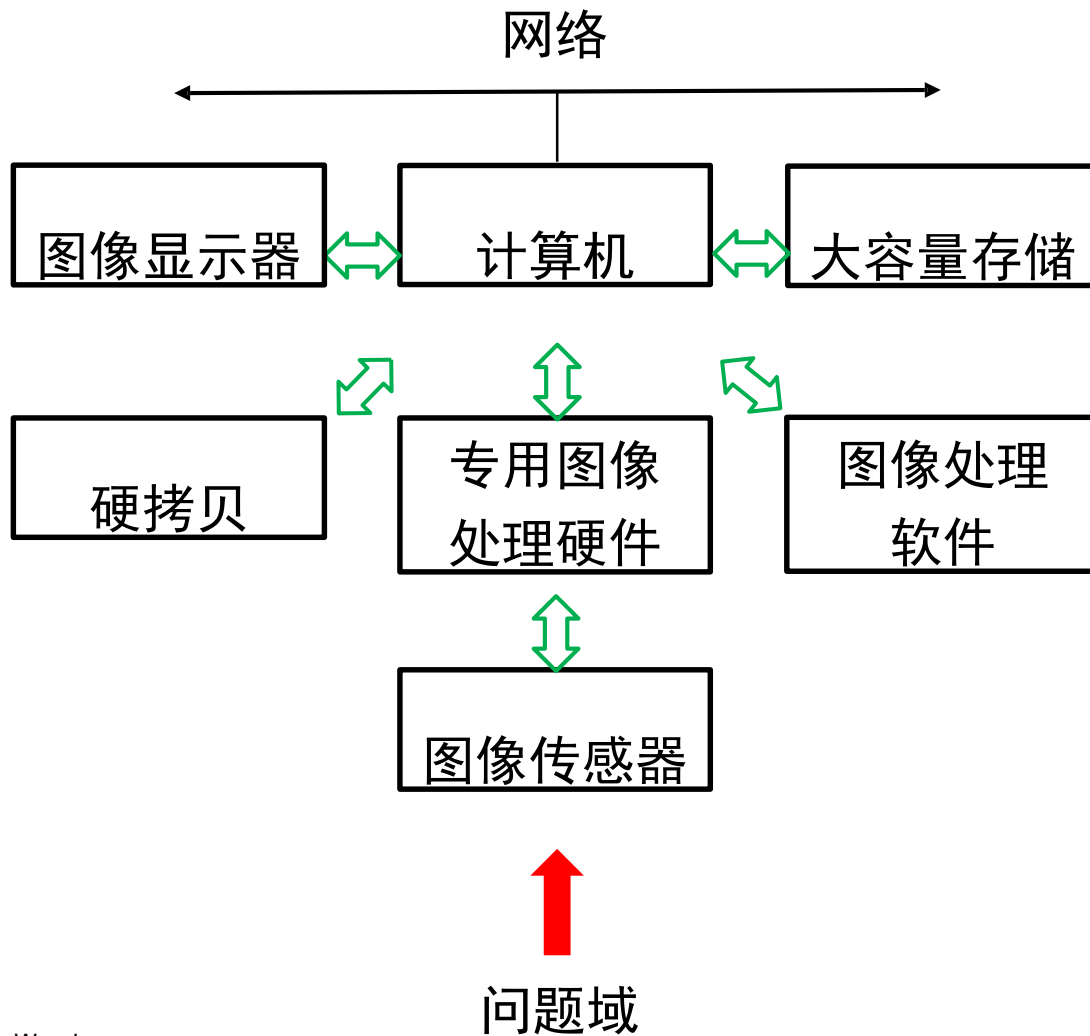 网络
图像显示器
计算机
大容量存储
硬拷贝
专用图像
处理硬件
图像处理
软件
图像传感器
问题域